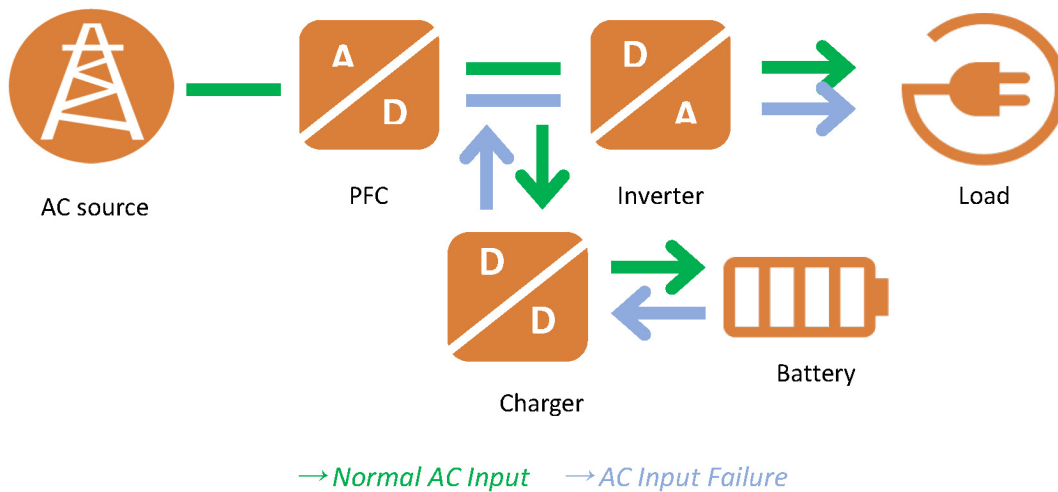 A
D
D
A
AC source
PFC
Inverter
Load
D
D
Charger
Battery
→ Normal AC Input → AC Input Failure